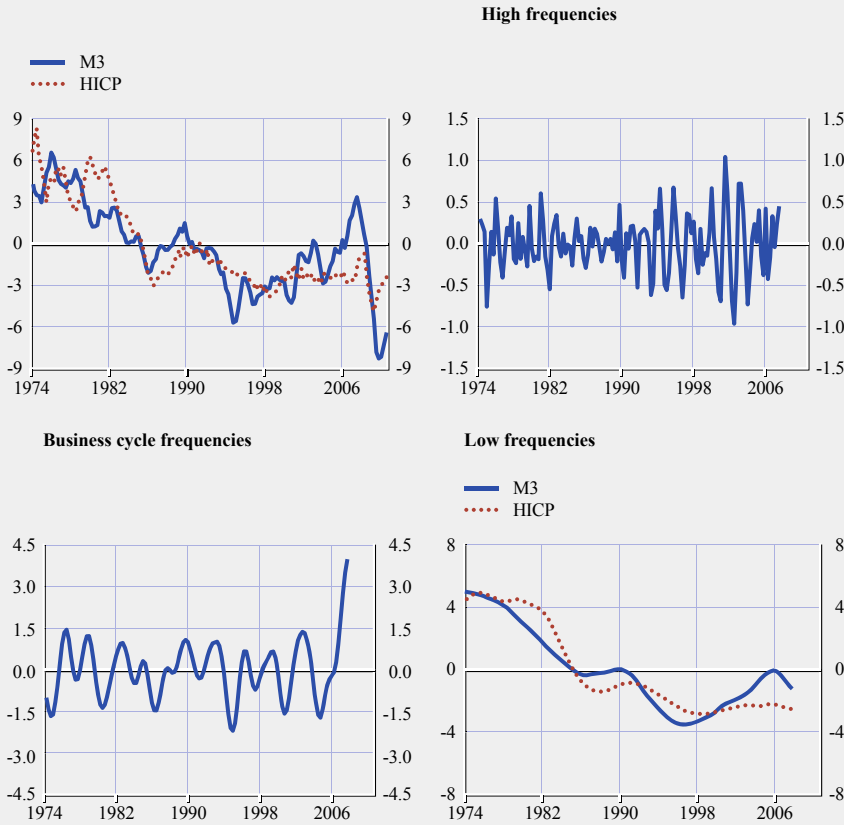 High frequencies
M3
HICP
9 9 1.5 1.5
6 6 1.0 1.0
3 3 0.5 0.5
0 0 0.0 0.0
-3 -3 -0.5 -0.5
-6 -6 -1.0 -1.0
-9 -9 -1.5 -1.5
1974 1982 1990 1998 2006 1974 1982 1990 1998 2006
Business cycle frequencies Low frequencies
M3
HICP
4.5 4.5 8 8
3.0 3.0
4 4
1.5 1.5
0.0 0.0 0 0
-1.5 -1.5
-4 -4
-3.0 -3.0
-4.5 -4.5 -8 -8
1974 1982 1990 1998 2006 1974 1982 1990 1998 2006